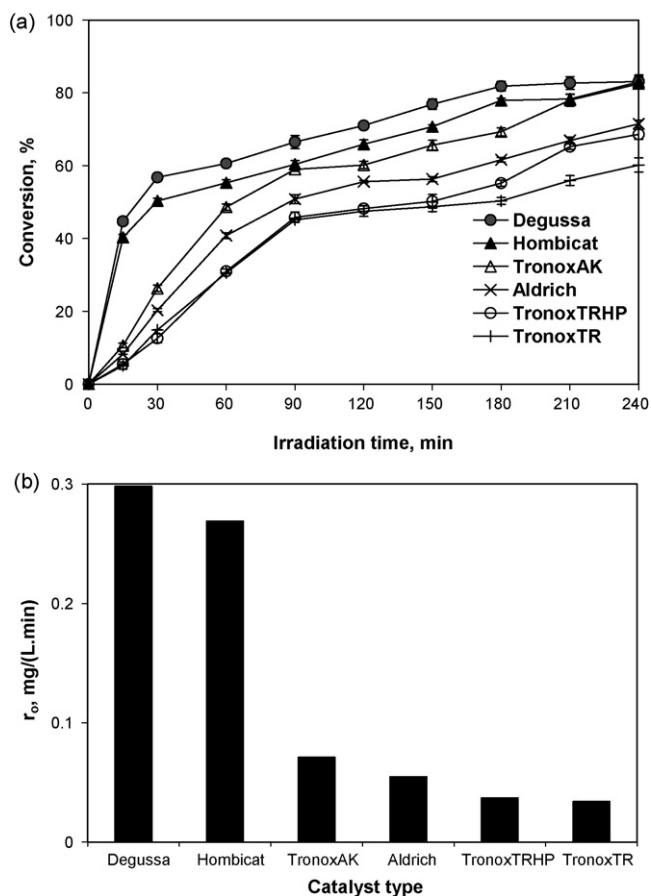 (a)
100
80
60
40
20
0
Conversion, %
Degussa
Hombicat
TronoxAK
Aldrich
TronoxTRHP
TronoxTR
0 30 60 90 120 150 180 210 240
Irradiation time, min
(b)
0.3
0.2
0.1
0
rₒ, mg/(L.min)
Degussa Hombicat TronoxAK Aldrich TronoxTRHP TronoxTR
Catalyst type